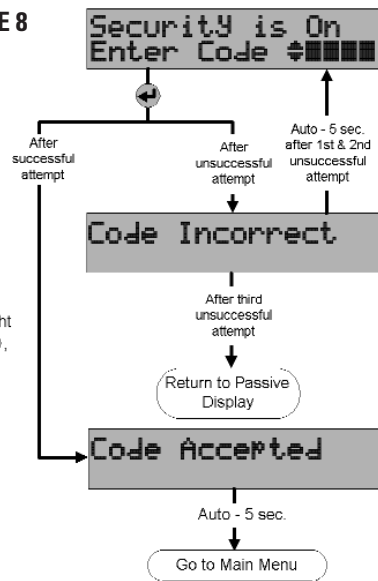 E 8
Security is On
Enter Code
After
successful
attempt
After
unsuccessful
attempt
Auto - 5 sec.
after 1st & 2nd
unsuccessful
attempt
Code Incorrect
After third
unsuccessful
attempt
ht
),
Return to Passive
Display
Code Accepted
Auto - 5 sec.
Go to Main Menu